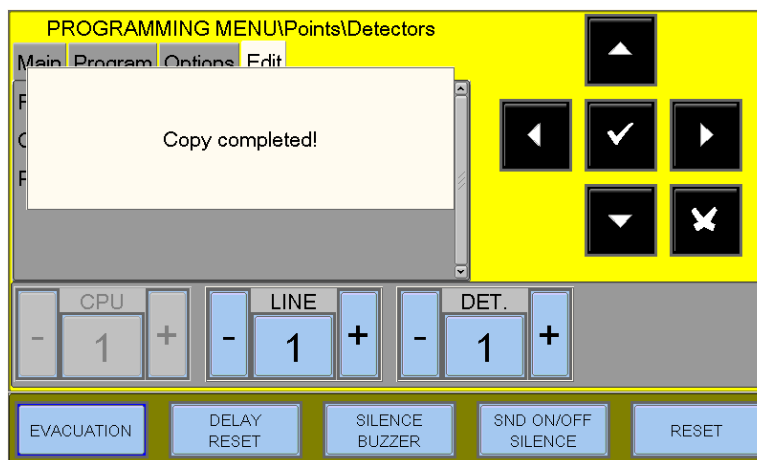 PROGRAMMING MENU\Points\Detectors
Main Program Options Edit
Copy completed!
CPU LINE DET.
- 1 + - 1 + - 1 +
EVACUATION
DELAY
RESET
SILENCE
BUZZER
SND ON/OFF
SILENCE
RESET